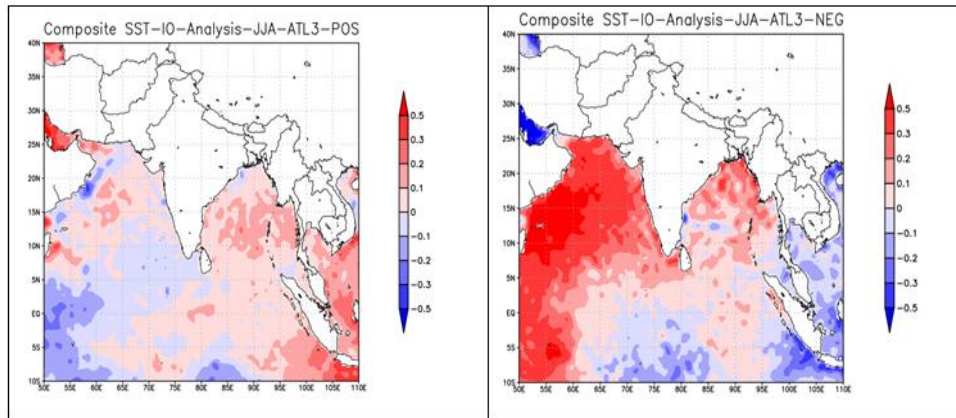 Composite SST-IO-Analysis-JJA-ATL3-POS
40N
35N
30N
25N
20N
15N
10N
5N
EQ
5S
10S
50E 55E 60E 65E 70E 75E 80E 85E 90E 95E 100E 105E 110E
0.5
0.3
0.2
0.1
0
-0.1
-0.2
-0.3
-0.5
Composite SST-IO-Analysis-JJA-ATL3-NEG
40N
35N
30N
25N
20N
15N
10N
5N
EQ
5S
10S
50E 55E 60E 65E 70E 75E 80E 85E 90E 95E 100E 105E 110E
0.5
0.3
0.2
0.1
0
-0.1
-0.2
-0.3
-0.5